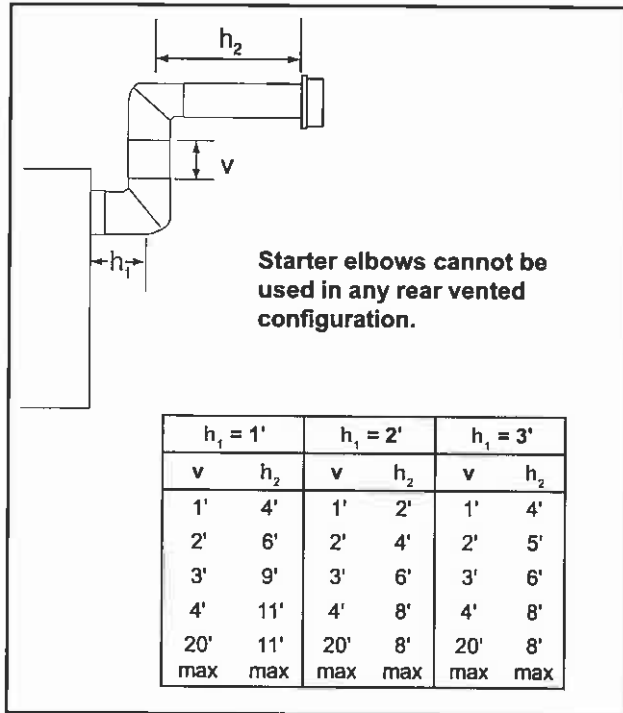 h₂
v
h₁
Starter elbows cannot be
used in any rear vented
configuration.
h₁ = 1' h₁ = 2' h₁ = 3'
v h₂ v h₂ v h₂
1' 4' 1' 2' 1' 4'
2' 6' 2' 4' 2' 5'
3' 9' 3' 6' 3' 6'
4' 11' 4' 8' 4' 8'
20' 11' 20' 8' 20' 8'
max max max max max max